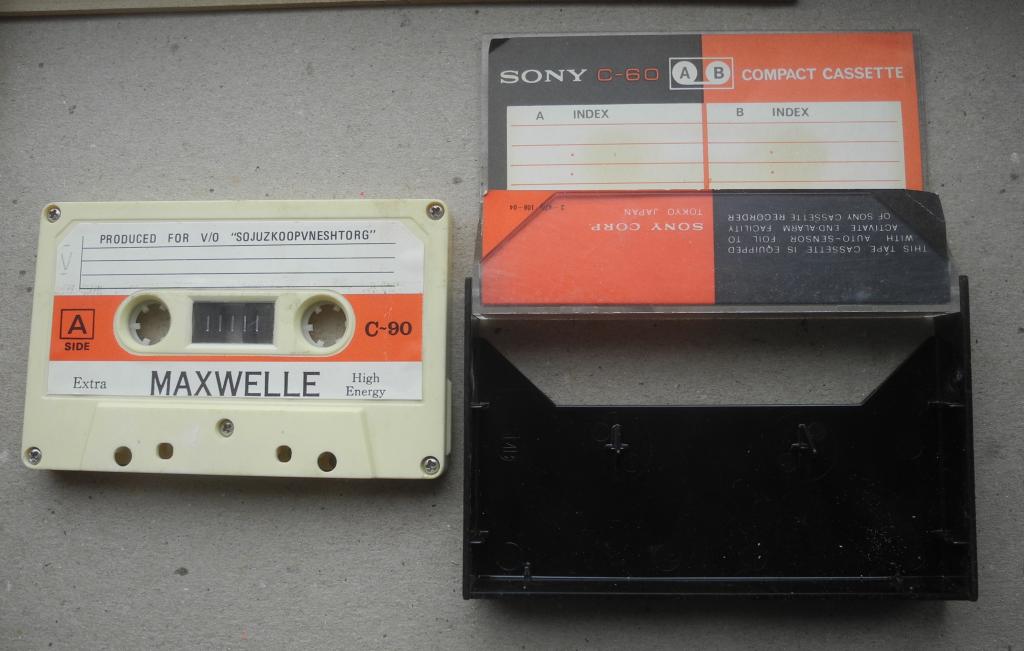 PRODUCED FOR V/O "SOJUZKOOPVNESHTORG"
A
SIDE
C-90
Extra
MAXWELLE
High
Energy
SONY C-60 A B COMPACT CASSETTE
A INDEX
B INDEX
SONY CORP
TOKYO JAPAN
THIS TAPE CASSETTE IS EQUIPPED
WITH AUTO-SENSOR FOIL TO
ACTIVATE END-ALARM FACILITY
OF SONY CASSETTE RECORDER